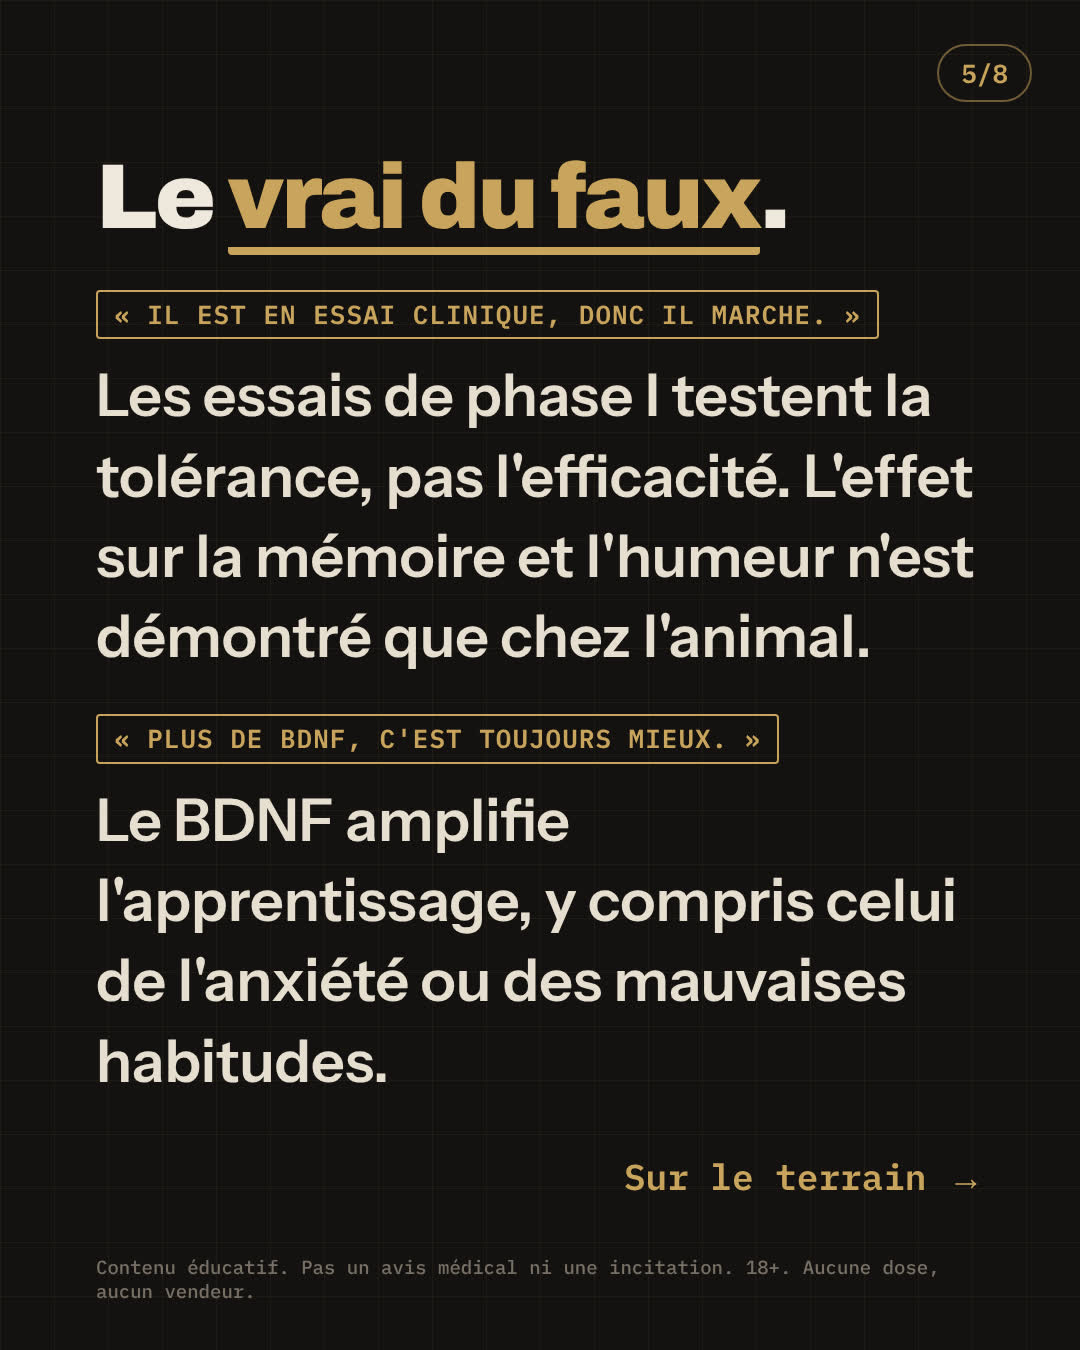 5/8
Le vrai du faux.
« IL EST EN ESSAI CLINIQUE, DONC IL MARCHE. »
Les essais de phase I testent la
tolérance, pas l'efficacité. L'effet
sur la mémoire et l'humeur n'est
démontré que chez l'animal.
« PLUS DE BDNF, C'EST TOUJOURS MIEUX. »
Le BDNF amplifie
l'apprentissage, y compris celui
de l'anxiété ou des mauvaises
habitudes.
Sur le terrain →
Contenu éducatif. Pas un avis médical ni une incitation. 18+. Aucune dose,
aucun vendeur.